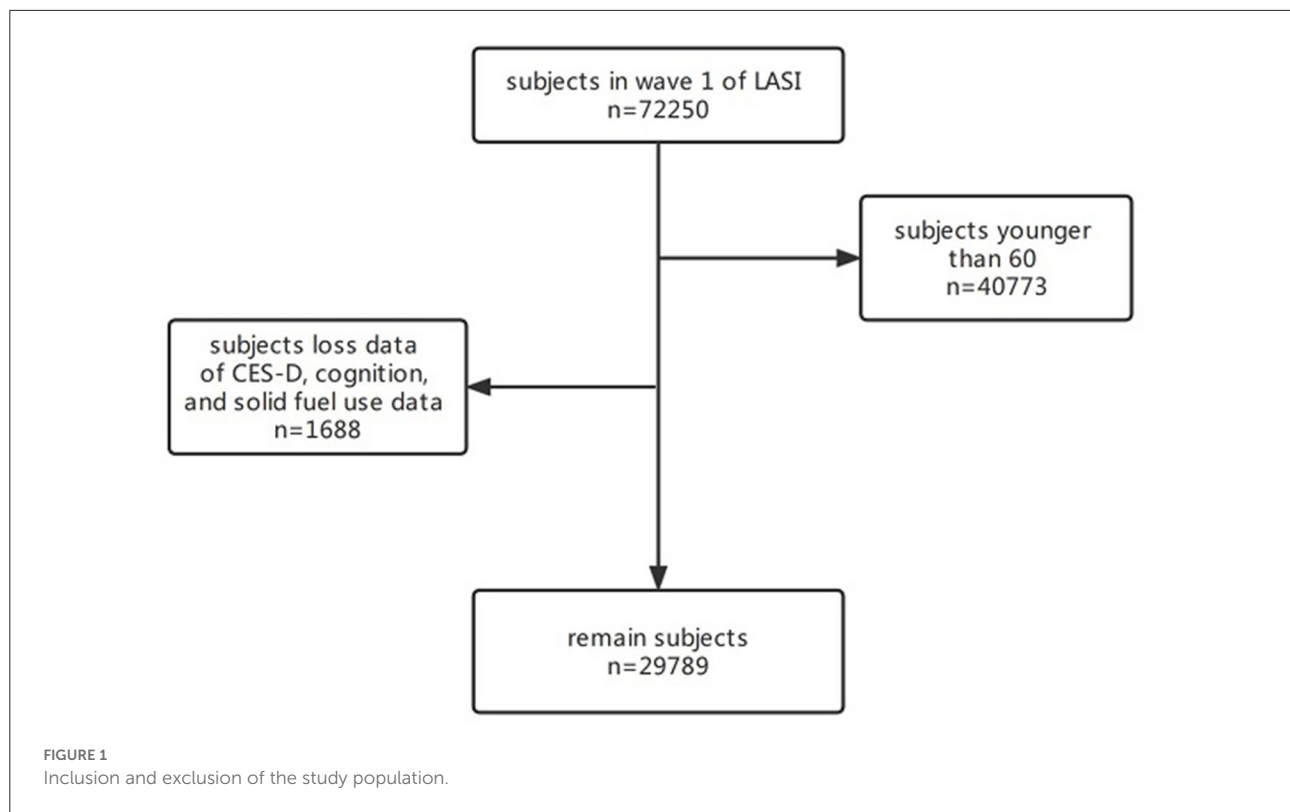 subjects in wave 1 of LASI
n=72250
subjects younger
than 60
n=40773
subjects loss data
of CES-D, cognition,
and solid fuel use data
n=1688
remain subjects
n=29789
FIGURE 1
Inclusion and exclusion of the study population.